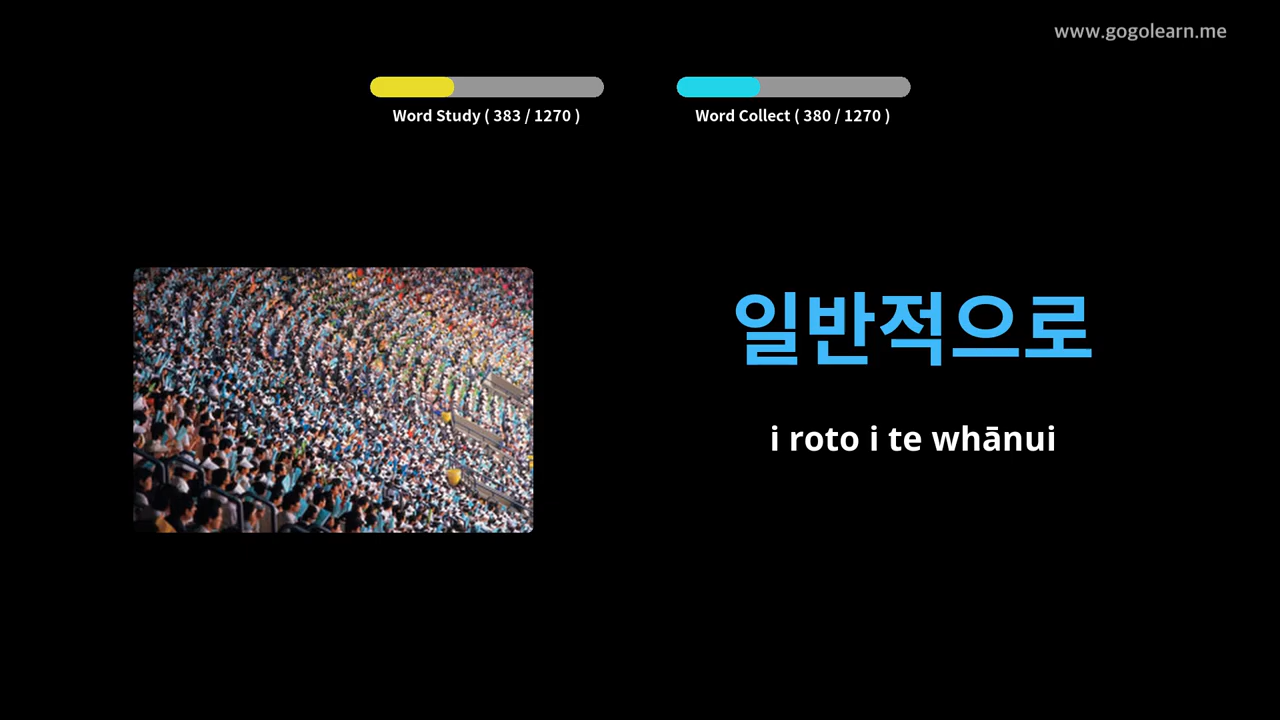 www.gogolearn.me
Word Study ( 383 / 1270 )
Word Collect ( 380 / 1270 )
일반적으로
i roto i te whānui